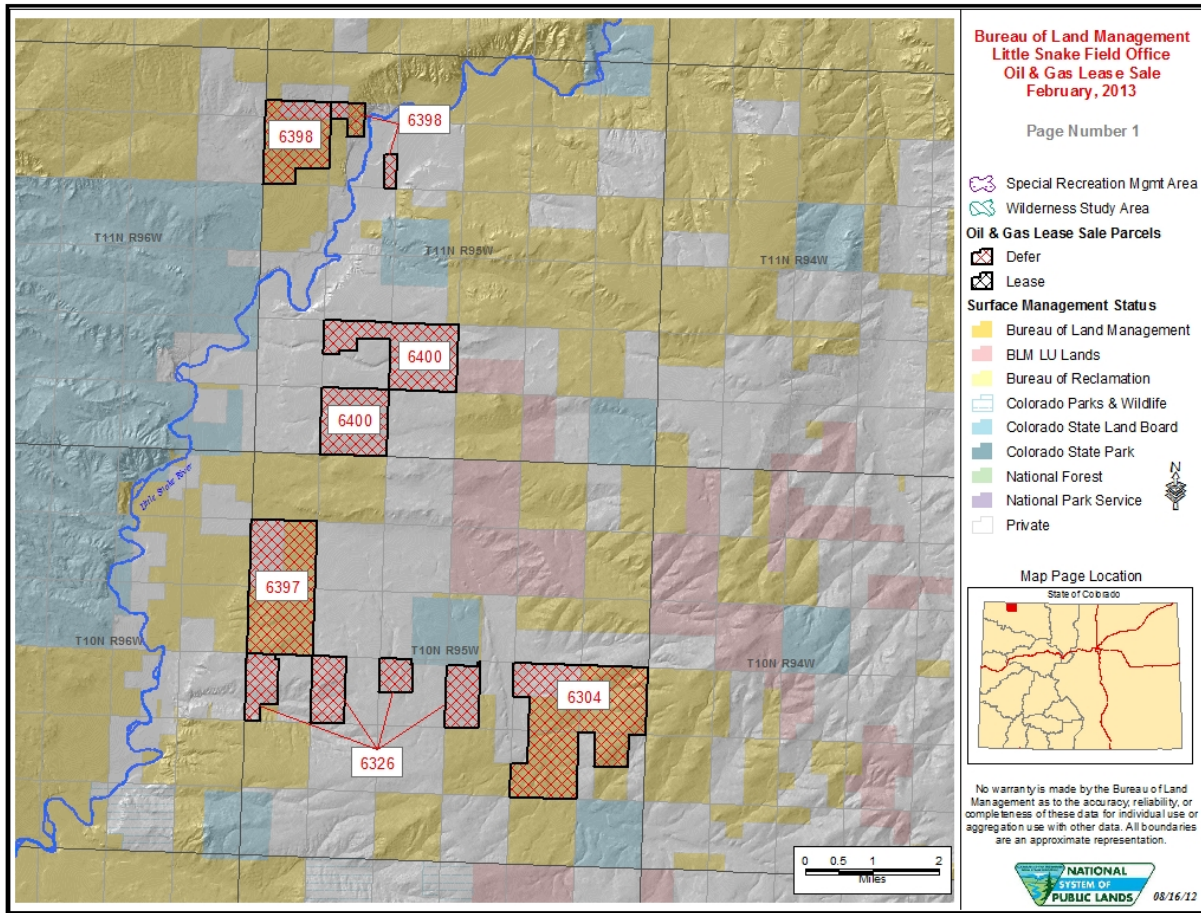 Bureau of Land Management
Little Snake Field Office
Oil & Gas Lease Sale
February, 2013
Page Number 1
Special Recreation Mgmt Area
Wilderness Study Area
Oil & Gas Lease Sale Parcels
Defer
Lease
Surface Management Status
Bureau of Land Management
BLM LU Lands
Bureau of Reclamation
Colorado Parks & Wildlife
Colorado State Land Board
Colorado State Park
National Forest
National Park Service
Private
N
Map Page Location
State of Colorado
No warranty is made by the Bureau of Land
Management as to the accuracy, reliability, or
completeness of these data for individual use or
aggregation use with other data. All boundaries
are an approximate representation.
NATIONAL
SYSTEM OF
PUBLIC LANDS
08/16/12
6398
6398
T11N R96W
T11N R95W
T11N R94W
6400
6400
Little Snake River
6397
T10N R96W
T10N R95W
T10N R94W
6304
6326
0 0.5 1 2
Miles